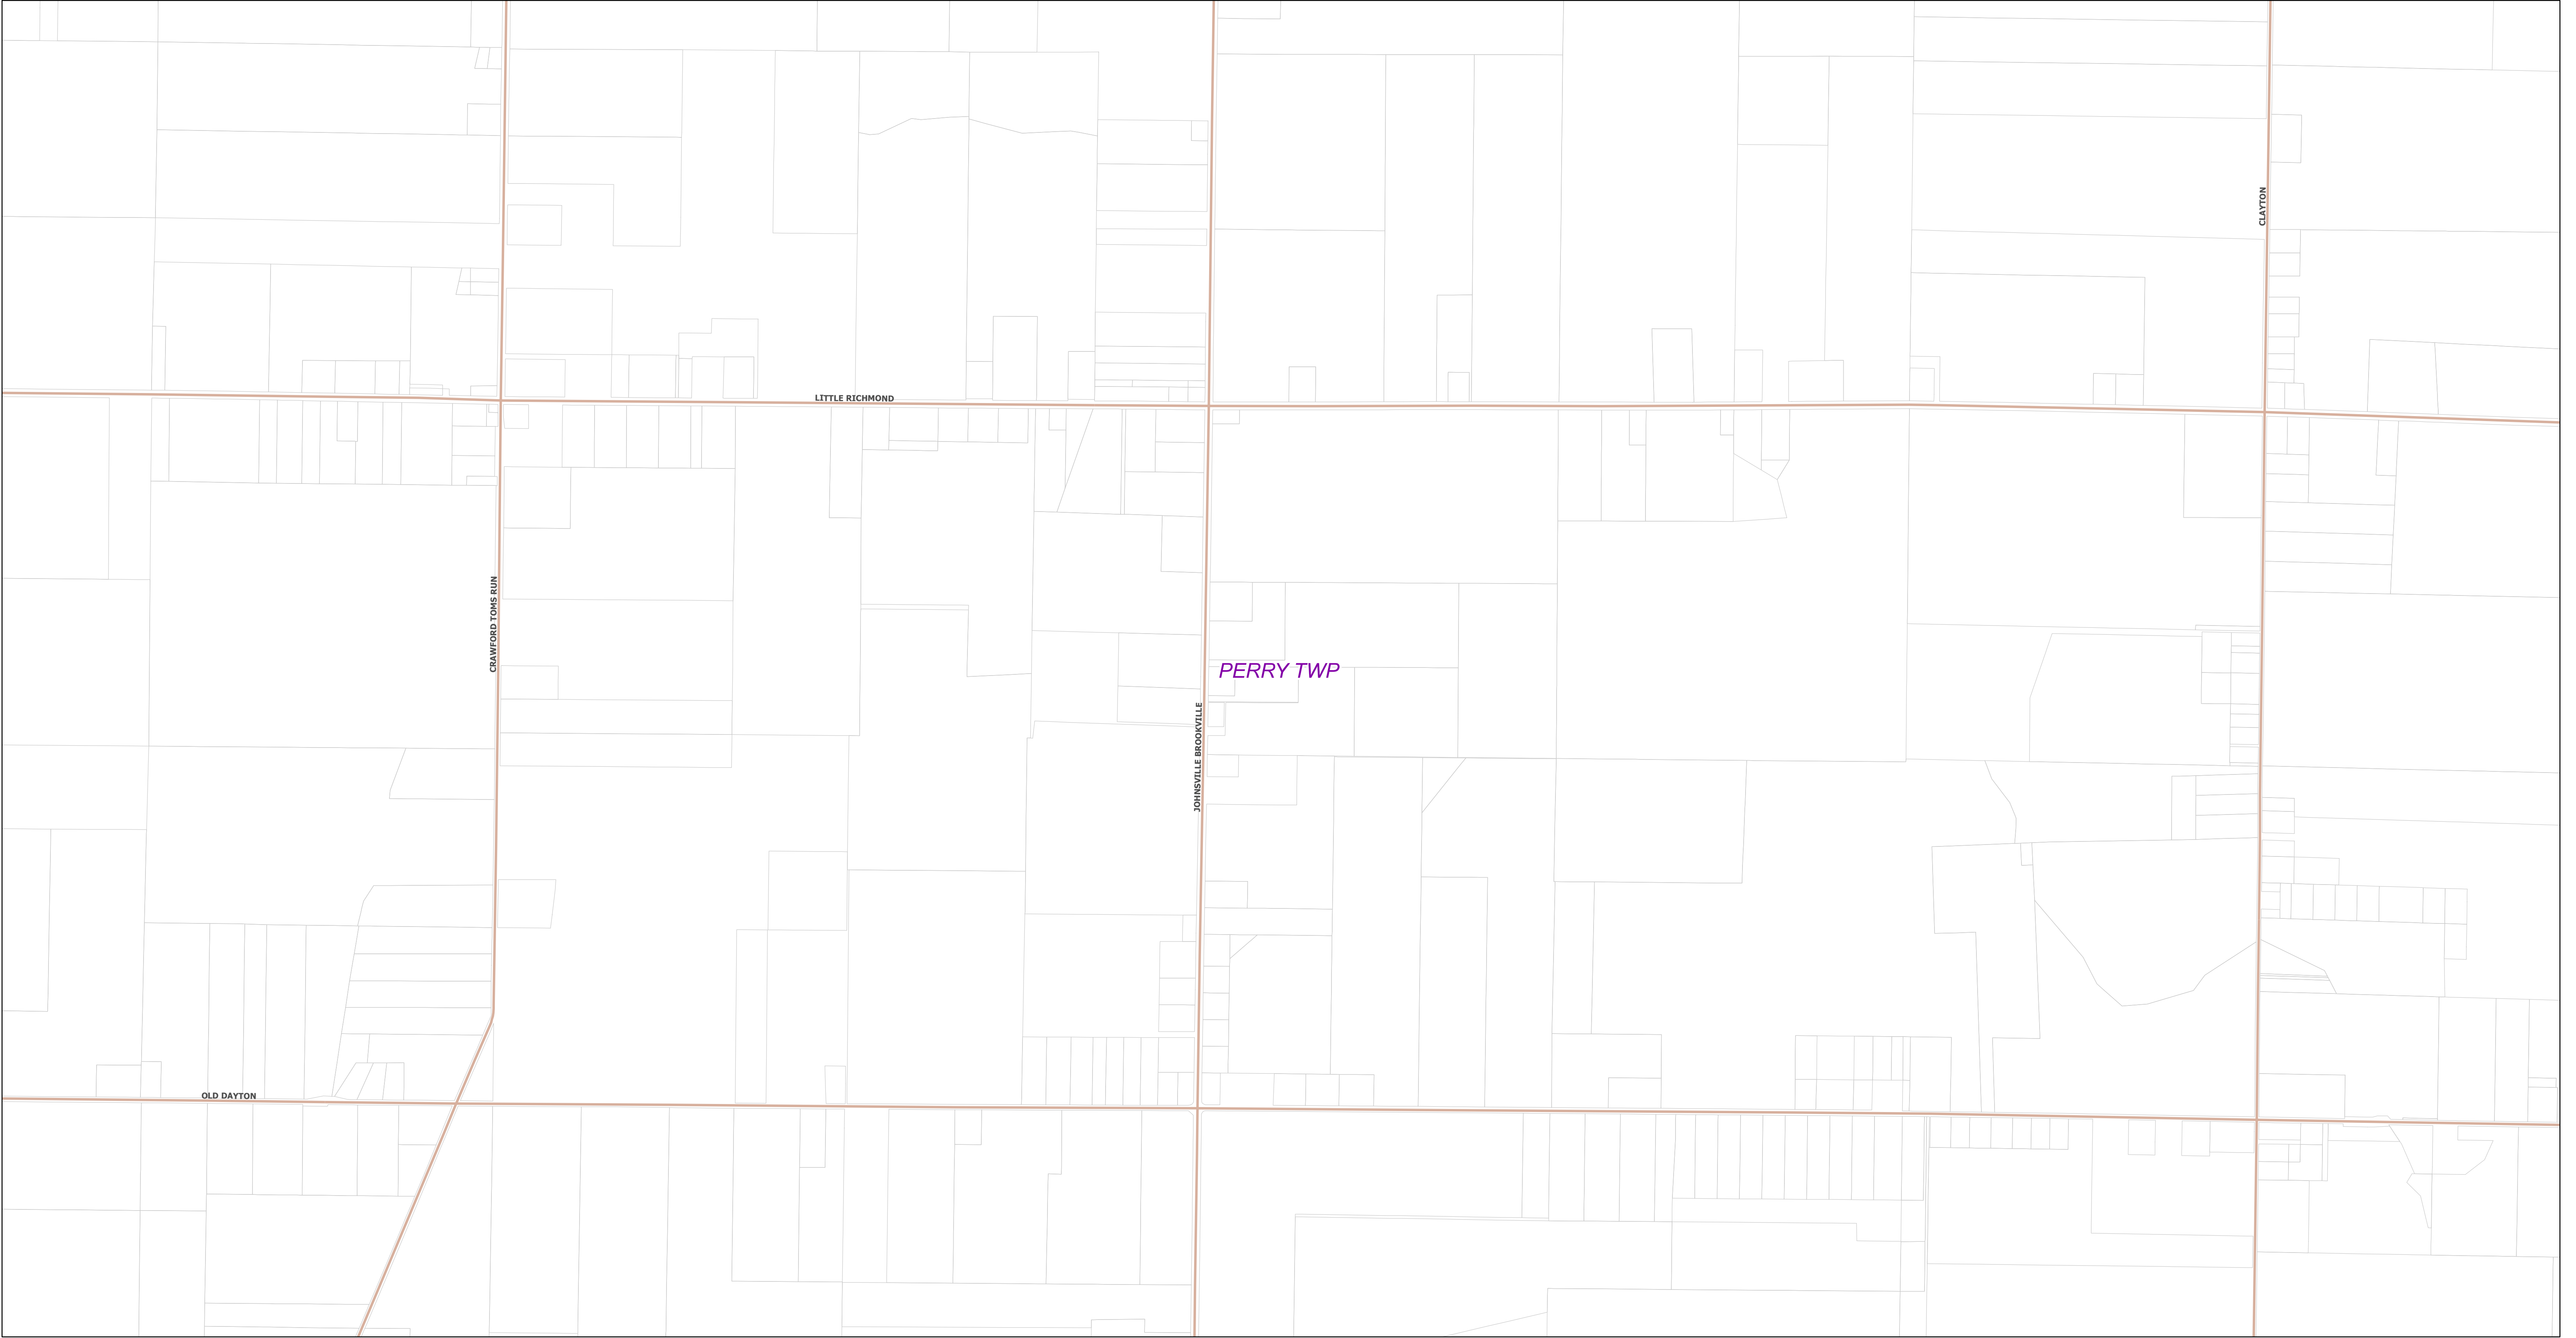 CLAYTON
LITTLE RICHMOND
CRAWFORD TOMS RUN
PERRY TWP
JOHNSVILLE BROOKVILLE
OLD DAYTON